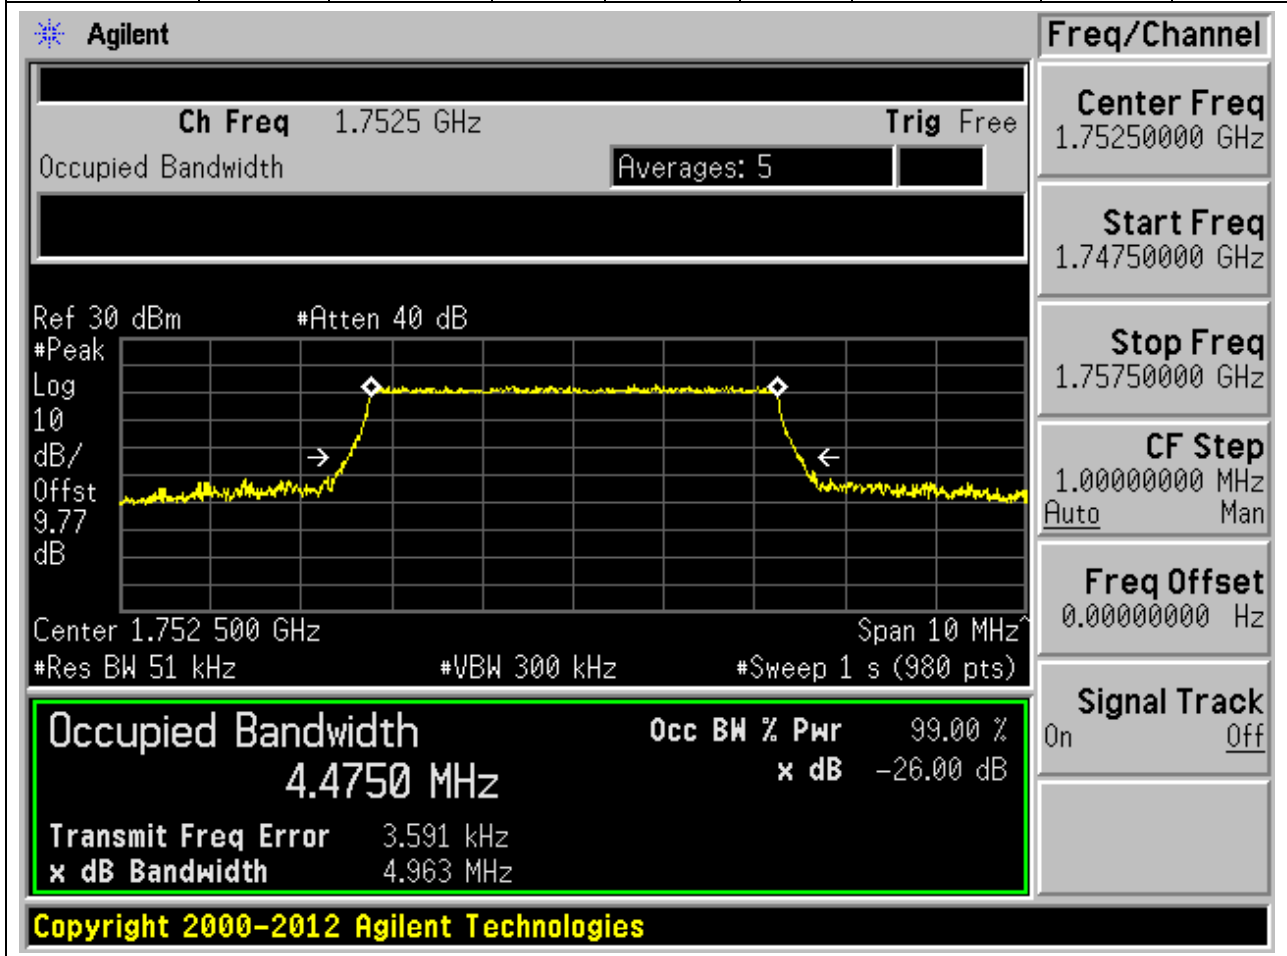 Agilent
Freq/Channel
Ch Freq 1.7525 GHz Trig Free
Occupied Bandwidth Averages: 5
Center Freq
1.75250000 GHz
Start Freq
1.74750000 GHz
Stop Freq
1.75750000 GHz
CF Step
1.00000000 MHz
Auto Man
Freq Offset
0.00000000 Hz
Signal Track
On Off
Ref 30 dBm #Atten 40 dB
#Peak
Log
10
dB/
Offst
9.77
dB
Center 1.752 500 GHz Span 10 MHz^
#Res BW 51 kHz #VBW 300 kHz #Sweep 1 s (980 pts)
Occupied Bandwidth
4.4750 MHz
Occ BW % Pwr 99.00 %
x dB -26.00 dB
Transmit Freq Error 3.591 kHz
x dB Bandwidth 4.963 MHz
Copyright 2000-2012 Agilent Technologies